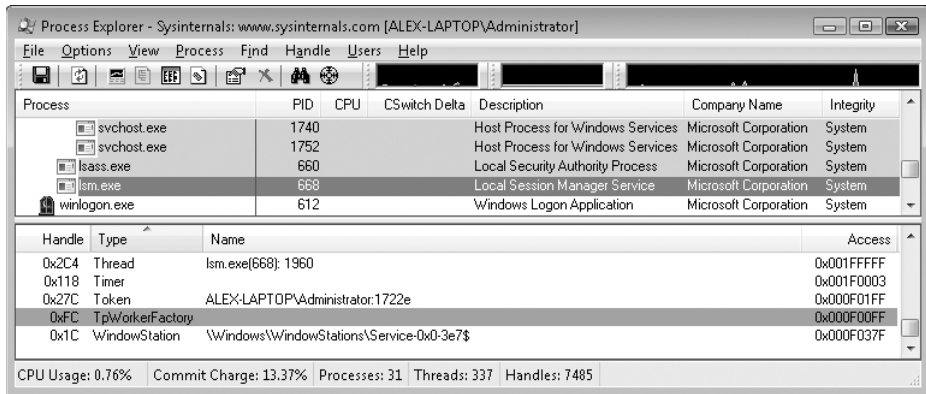 Process Explorer - Sysinternals: www.sysinternals.com [ALEX-LAPTOP\Administrator]
File Options View Process Find Handle Users Help
Process PID CPU CSwitch Delta Description Company Name Integrity
svchost.exe 1740 Host Process for Windows Services Microsoft Corporation System
svchost.exe 1752 Host Process for Windows Services Microsoft Corporation System
lsass.exe 660 Local Security Authority Process Microsoft Corporation System
lsm.exe 668 Local Session Manager Service Microsoft Corporation System
winlogon.exe 612 Windows Logon Application Microsoft Corporation System
Handle Type Name Access
0x2C4 Thread lsm.exe(668): 1960 0x001FFFFF
0x118 Timer 0x001F0003
0x27C Token ALEX-LAPTOP\Administrator:1722e 0x000F01FF
0xFC TpWorkerFactory 0x000F00FF
0x1C WindowStation \Windows\WindowStations\Service-0x0-3e7$ 0x000F037F
CPU Usage: 0.76% Commit Charge: 13.37% Processes: 31 Threads: 337 Handles: 7485